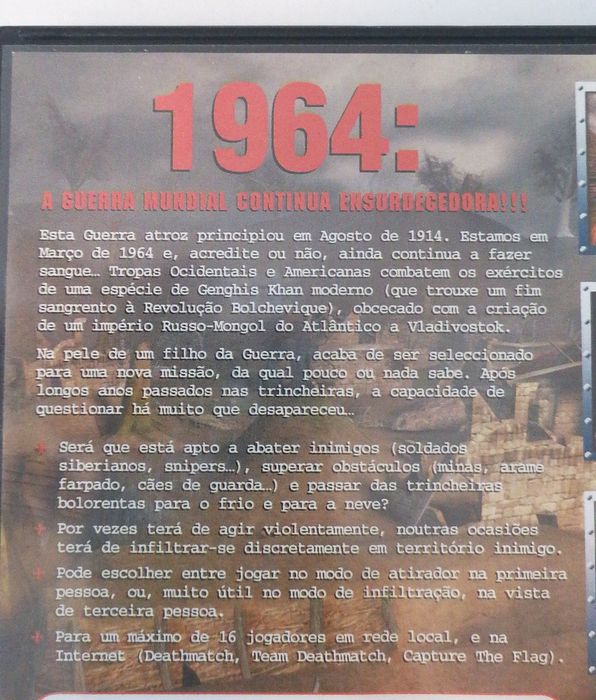 1964:
A GUERRA MUNDIAL CONTINUA ENSURDECEDORA!!!
Esta Guerra atroz principiou em Agosto de 1914. Estamos em
Março de 1964 e, acredite ou não, ainda continua a fazer
sangue… Tropas Ocidentais e Americanas combatem os exércitos
de uma espécie de Genghis Khan moderno (que trouxe um fim
sangrento à Revolução Bolchevique), obcecado com a criação
de um império Russo-Mongol do Atlântico a Vladivostok.
Na pele de um filho da Guerra, acaba de ser seleccionado
para uma nova missão, da qual pouco ou nada sabe. Após
longos anos passados nas trincheiras, a capacidade de
questionar há muito que desapareceu…
Será que está apto a abater inimigos (soldados
siberianos, snipers…), superar obstáculos (minas, arame
farpado, cães de guarda…) e passar das trincheiras
bolorentas para o frio e para a neve?
Por vezes terá de agir violentamente, noutras ocasiões
terá de infiltrar-se discretamente em território inimigo.
Pode escolher entre jogar no modo de atirador na primeira
pessoa, ou, muito útil no modo de infiltração, na vista
de terceira pessoa.
Para um máximo de 16 jogadores em rede local, e na
Internet (Deathmatch, Team Deathmatch, Capture The Flag).